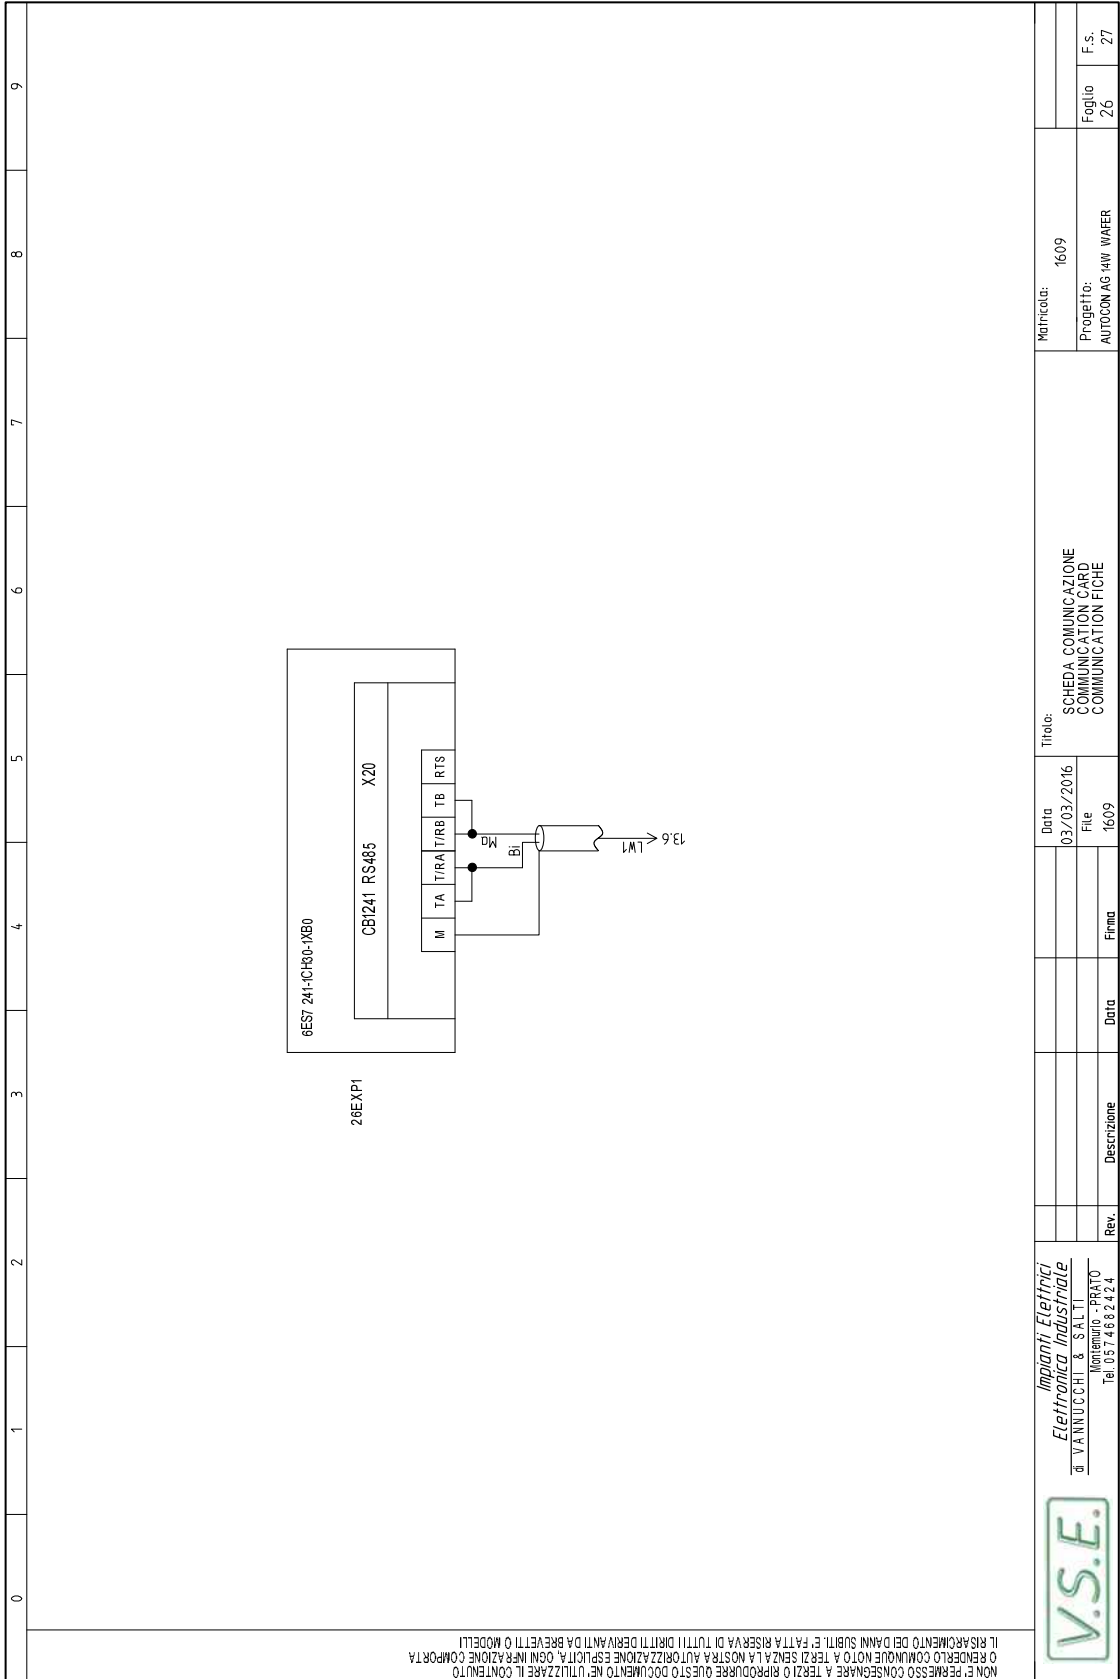 0 1 2 3 4 5 6 7 8 9
6ES7 241-1CH30-1XB0
26EXP1
CB1241 RS485 X20
M TA T/RA T/RB TB RTS
Ma
Bi
LW1
13.6
NON E' PERMESSO CONSEGNARE A TERZI O RIPRODURRE QUESTO DOCUMENTO NE' UTILIZZARE IL CONTENUTO
O RENDERLO COMUNQUE NOTO A TERZI SENZA LA NOSTRA AUTORIZZAZIONE ESPLICITA, OGNI INFRAZIONE COMPORTA
IL RISARCIMENTO DEI DANNI SUBITI. E' FATTA RISERVA DI TUTTI I DIRITTI DERIVANTI DA BREVETTI O MODELLI
V.S.E.
Impianti Elettrici
Elettronica Industriale
di VANNUCCHI & SALTI
Montemurlo - PRATO
Tel. 0574682424
Rev. Descrizione Data Firma
Data
03/03/2016
File
1609
Titolo:
SCHEDA COMUNICAZIONE
COMMUNICATION CARD
COMMUNICATION FICHE
Matricola:
1609
Progetto:
AUTOCON AG 14W WAFER
Foglio
26
F.s.
27